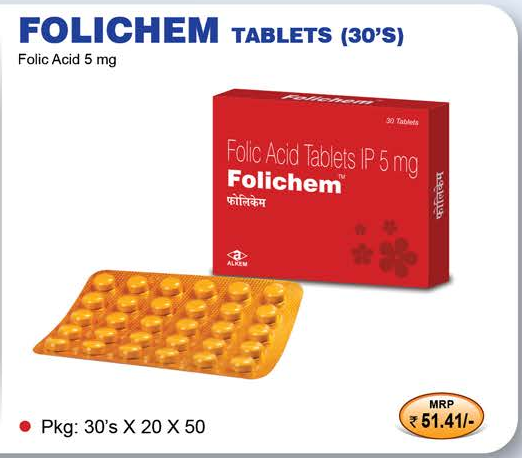 FOLICHEM TABLETS (30'S)
Folic Acid 5 mg
Folichem™
30 Tablets
Folic Acid Tablets IP 5 mg
Folichem™
फोलिकेम
फोलिकेम
ALKEM
MRP
₹ 51.41/-
Pkg: 30's X 20 X 50